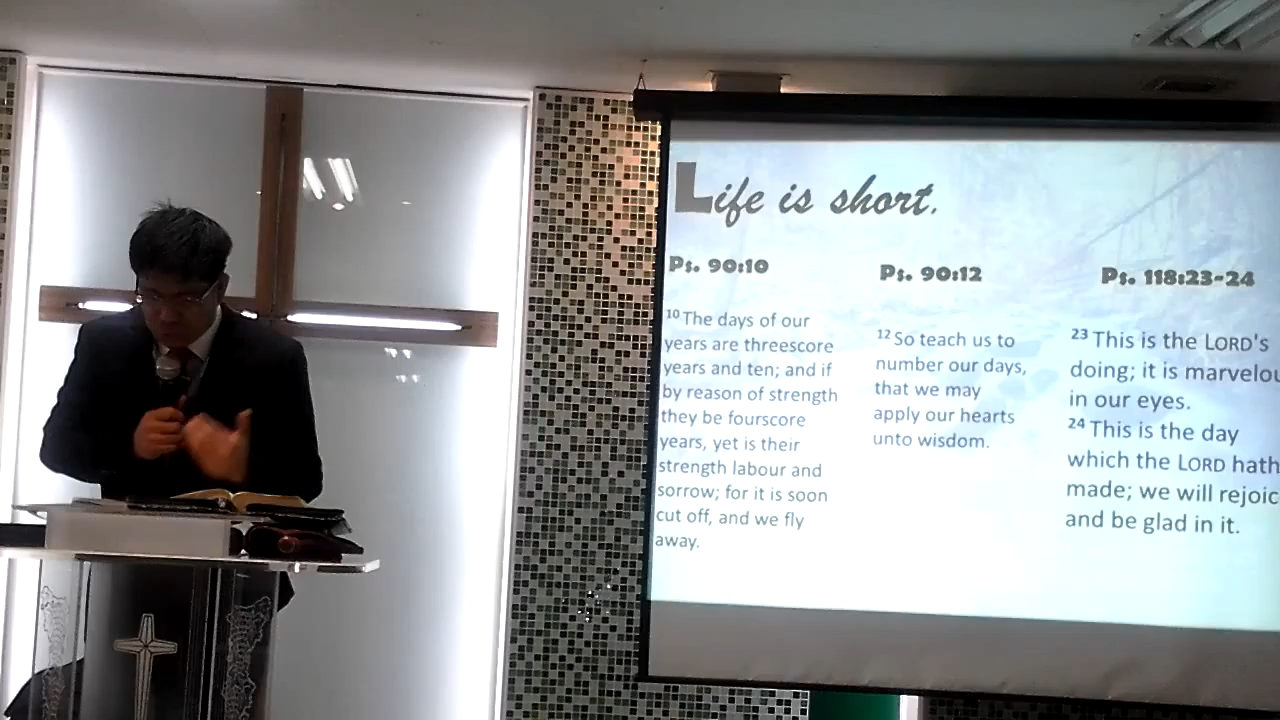 Life is short.
Ps. 90:10
10 The days of our
years are threescore
years and ten; and if
by reason of strength
they be fourscore
years, yet is their
strength labour and
sorrow; for it is soon
cut off, and we fly
away.
Ps. 90:12
12 So teach us to
number our days,
that we may
apply our hearts
unto wisdom.
Ps. 118:23-24
23 This is the LORD's
doing; it is marvelou
in our eyes.
24 This is the day
which the LORD hath
made; we will rejoic
and be glad in it.